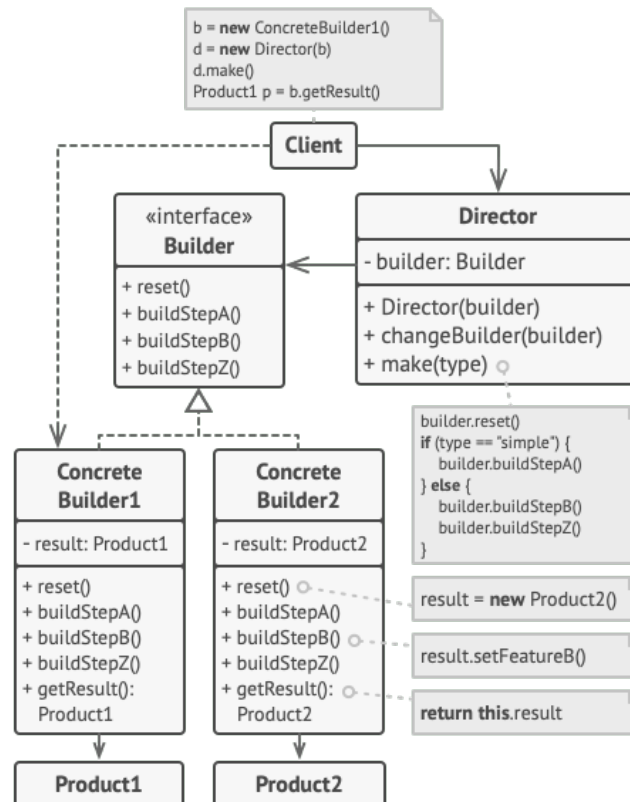 b = new ConcreteBuilder1()
d = new Director(b)
d.make()
Product1 p = b.getResult()
Client
«interface»
Builder
+ reset()
+ buildStepA()
+ buildStepB()
+ buildStepZ()
Director
- builder: Builder
+ Director(builder)
+ changeBuilder(builder)
+ make(type)
builder.reset()
if (type == "simple") {
builder.buildStepA()
} else {
builder.buildStepB()
builder.buildStepZ()
}
Concrete
Builder1
- result: Product1
+ reset()
+ buildStepA()
+ buildStepB()
+ buildStepZ()
+ getResult():
Product1
Concrete
Builder2
- result: Product2
+ reset()
+ buildStepA()
+ buildStepB()
+ buildStepZ()
+ getResult():
Product2
result = new Product2()
result.setFeatureB()
return this.result
Product1
Product2